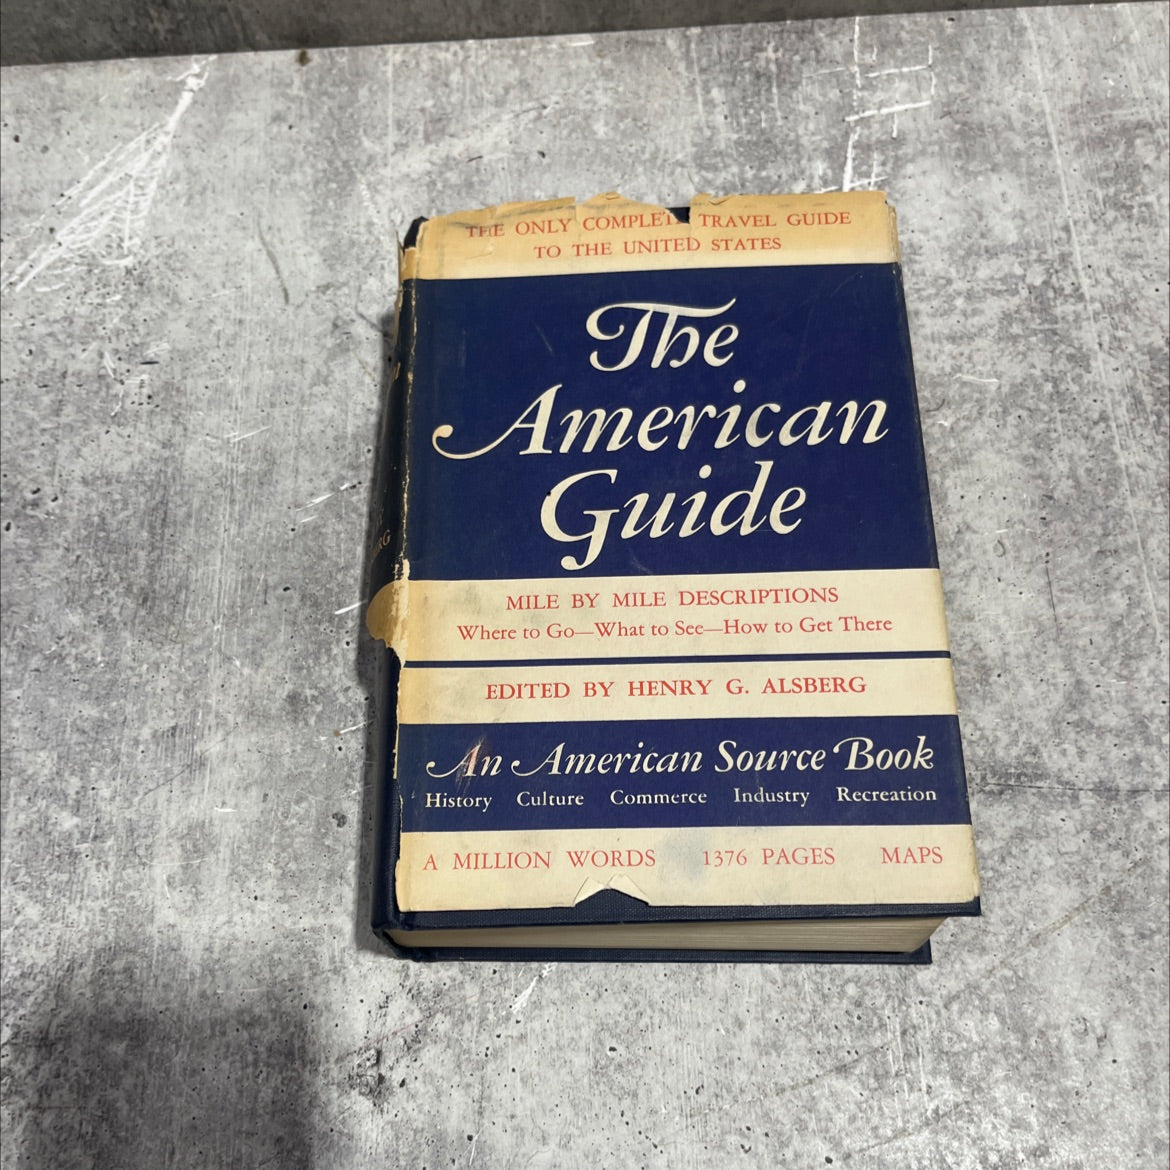 THE ONLY COMPLET TRAVEL GUIDE
TO THE UNITED STATES
The
American
Guide
MILE BY MILE DESCRIPTIONS
Where to Go—What to See—How to Get There
EDITED BY HENRY G. ALSBERG
An American Source Book
History Culture Commerce Industry Recreation
A MILLION WORDS 1376 PAGES MAPS